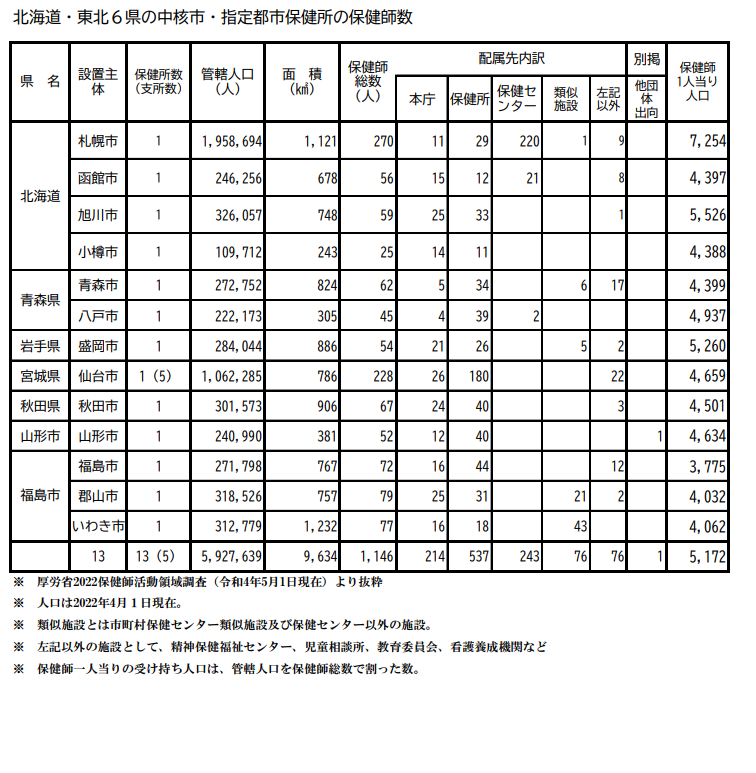 北海道・東北６県の中核市・指定都市保健所の保健師数
県　名 設置主体 保健所数（支所数） 管轄人口（人） 面　積（㎢） 保健師総数（人） 配属先内訳 別掲 保健師1人当り人口
本庁 保健所 保健センター 類似施設 左記以外 他団体出向
北海道 札幌市 1 1,958,694 1,121 270 11 29 220 1 9 7,254
函館市 1 246,256 678 56 15 12 21 8 4,397
旭川市 1 326,057 748 59 25 33 1 5,526
小樽市 1 109,712 243 25 14 11 4,388
青森県 青森市 1 272,752 824 62 5 34 6 17 4,399
八戸市 1 222,173 305 45 4 39 2 4,937
岩手県 盛岡市 1 284,044 886 54 21 26 5 2 5,260
宮城県 仙台市 1（5） 1,062,285 786 228 26 180 22 4,659
秋田県 秋田市 1 301,573 906 67 24 40 3 4,501
山形市 山形市 1 240,990 381 52 12 40 1 4,634
福島市 福島市 1 271,798 767 72 16 44 12 3,775
郡山市 1 318,526 757 79 25 31 21 2 4,032
いわき市 1 312,779 1,232 77 16 18 43 4,062
13 13（5） 5,927,639 9,634 1,146 214 537 243 76 76 1 5,172
※　厚労省2022保健師活動領域調査（令和4年5月1日現在）より抜粋
※　人口は2022年4月１日現在。
※　類似施設とは市町村保健センター類似施設及び保健センター以外の施設。
※　左記以外の施設として、精神保健福祉センター、児童相談所、教育委員会、看護養成機関など
※　保健師一人当りの受け持ち人口は、管轄人口を保健師総数で割った数。